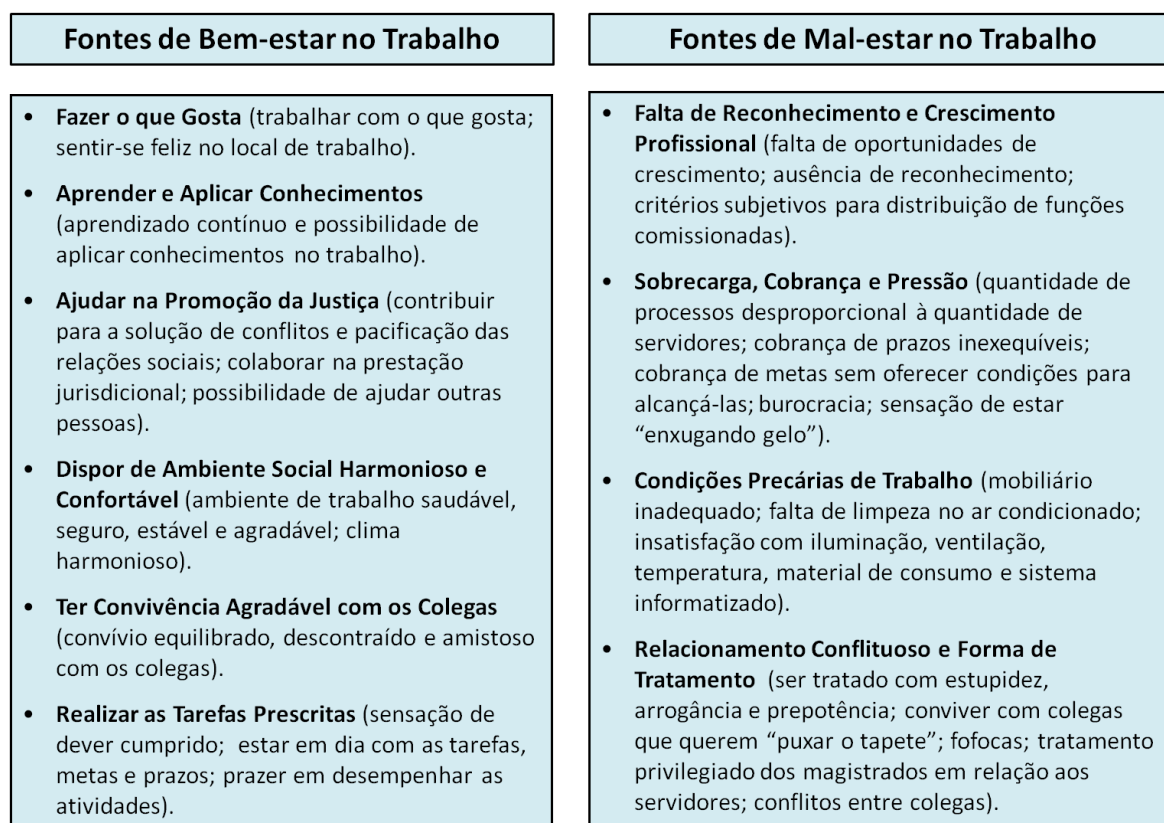 Fontes de Bem-estar no Trabalho
• Fazer o que Gosta (trabalhar com o que gosta;
sentir-se feliz no local de trabalho).
• Aprender e Aplicar Conhecimentos
(aprendizado contínuo e possibilidade de
aplicar conhecimentos no trabalho).
• Ajudar na Promoção da Justiça (contribuir
para a solução de conflitos e pacificação das
relações sociais; colaborar na prestação
jurisdicional; possibilidade de ajudar outras
pessoas).
• Dispor de Ambiente Social Harmonioso e
Confortável (ambiente de trabalho saudável,
seguro, estável e agradável; clima
harmonioso).
• Ter Convivência Agradável com os Colegas
(convívio equilibrado, descontraído e amistoso
com os colegas).
• Realizar as Tarefas Prescritas (sensação de
dever cumprido; estar em dia com as tarefas,
metas e prazos; prazer em desempenhar as
atividades).
Fontes de Mal-estar no Trabalho
• Falta de Reconhecimento e Crescimento
Profissional (falta de oportunidades de
crescimento; ausência de reconhecimento;
critérios subjetivos para distribuição de funções
comissionadas).
• Sobrecarga, Cobrança e Pressão (quantidade de
processos desproporcional à quantidade de
servidores; cobrança de prazos inexequíveis;
cobrança de metas sem oferecer condições para
alcançá-las; burocracia; sensação de estar
“enxugando gelo”).
• Condições Precárias de Trabalho (mobiliário
inadequado; falta de limpeza no ar condicionado;
insatisfação com iluminação, ventilação,
temperatura, material de consumo e sistema
informatizado).
• Relacionamento Conflituoso e Forma de
Tratamento (ser tratado com estupidez,
arrogância e prepotência; conviver com colegas
que querem “puxar o tapete”; fofocas; tratamento
privilegiado dos magistrados em relação aos
servidores; conflitos entre colegas).